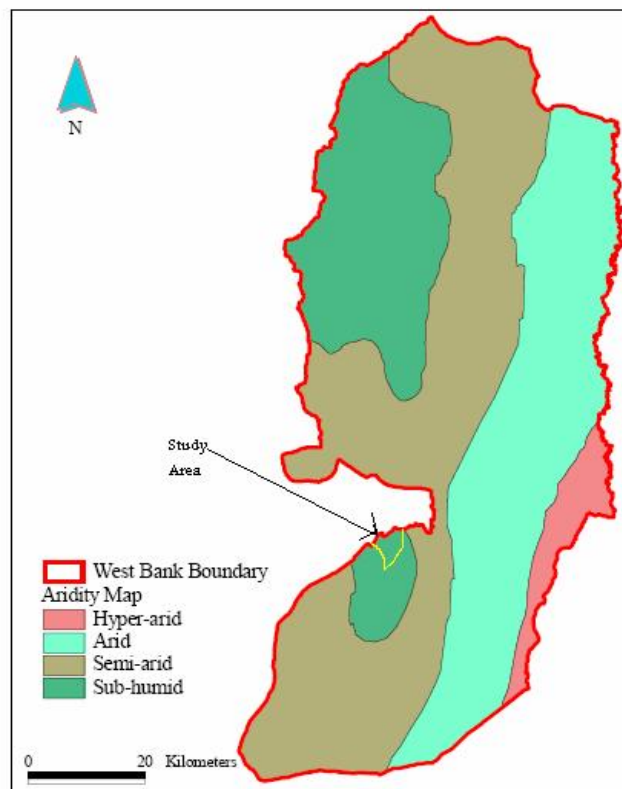 N
Study
Area
West Bank Boundary
Aridity Map
Hyper-arid
Arid
Semi-arid
Sub-humid
0 20 Kilometers